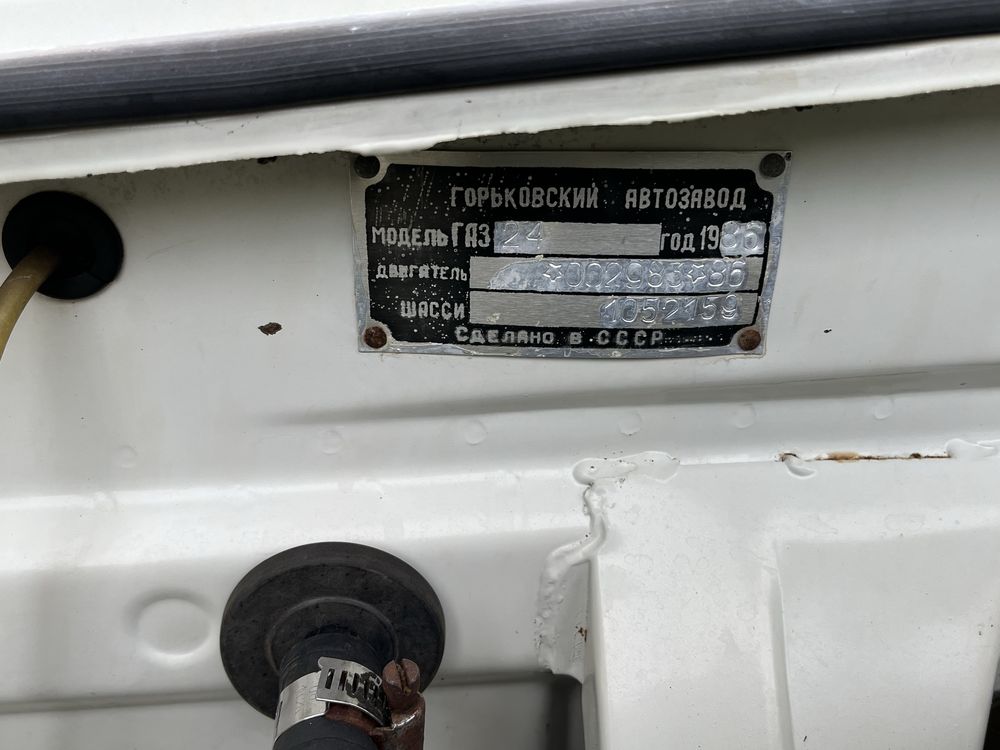 ГОРЬКОВСКИЙ АВТОЗАВОД
МОДЕЛЬ ГАЗ 24 ГОД 1986
ДВИГАТЕЛЬ ☆002983☆86
ШАССИ 1052159
СДЕЛАНО В СССР